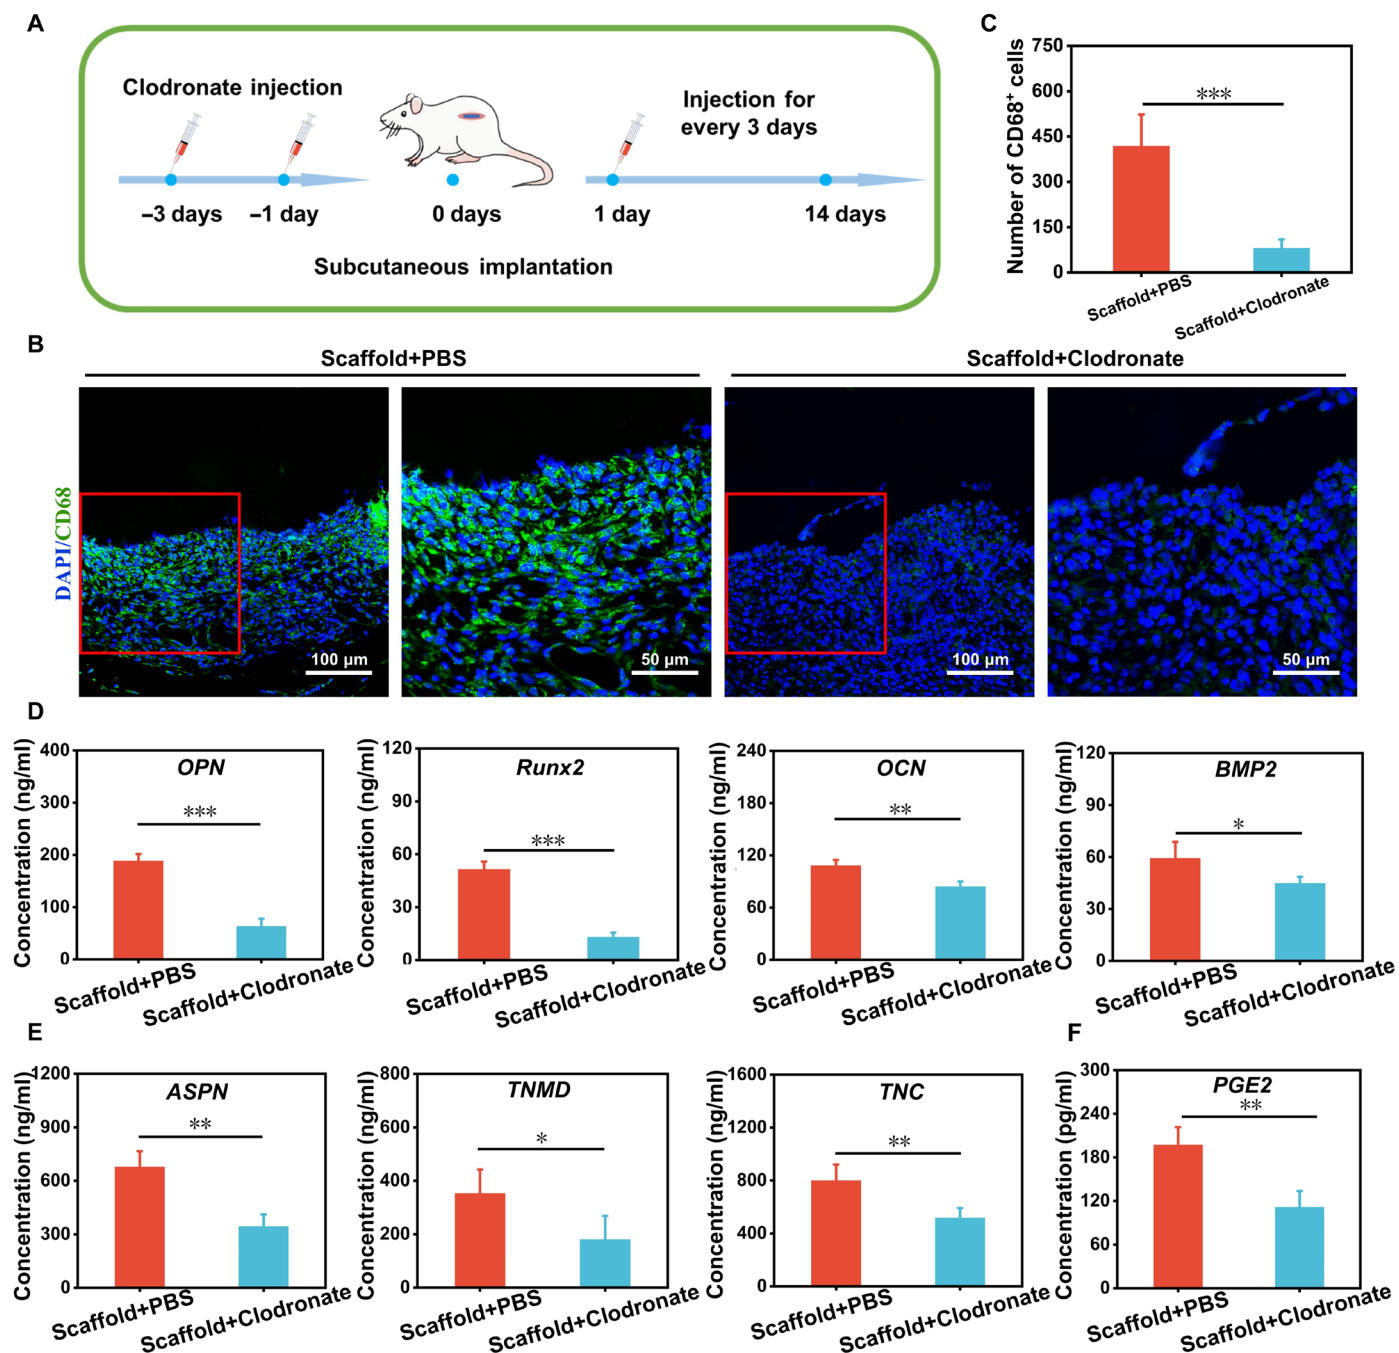 A
Clodronate injection
Injection for
every 3 days
–3 days
–1 day
0 days
1 day
14 days
Subcutaneous implantation
C
Number of CD68⁺ cells
750
600
450
300
150
0
***
Scaffold+PBS
Scaffold+Clodronate
B
Scaffold+PBS
Scaffold+Clodronate
DAPI/CD68
100 μm
50 μm
100 μm
50 μm
D
Concentration (ng/ml)
400
300
200
100
0
OPN
***
Scaffold+PBS
Scaffold+Clodronate
Concentration (ng/ml)
120
90
60
30
0
Runx2
***
Scaffold+PBS
Scaffold+Clodronate
Concentration (ng/ml)
240
180
120
60
0
OCN
**
Scaffold+PBS
Scaffold+Clodronate
Concentration (ng/ml)
120
90
60
30
0
BMP2
*
Scaffold+PBS
Scaffold+Clodronate
E
Concentration (ng/ml)
1200
900
600
300
0
ASPN
**
Scaffold+PBS
Scaffold+Clodronate
Concentration (ng/ml)
800
600
400
200
0
TNMD
*
Scaffold+PBS
Scaffold+Clodronate
Concentration (ng/ml)
1600
1200
800
400
0
TNC
**
Scaffold+PBS
Scaffold+Clodronate
F
Concentration (pg/ml)
300
240
180
120
60
0
PGE2
**
Scaffold+PBS
Scaffold+Clodronate